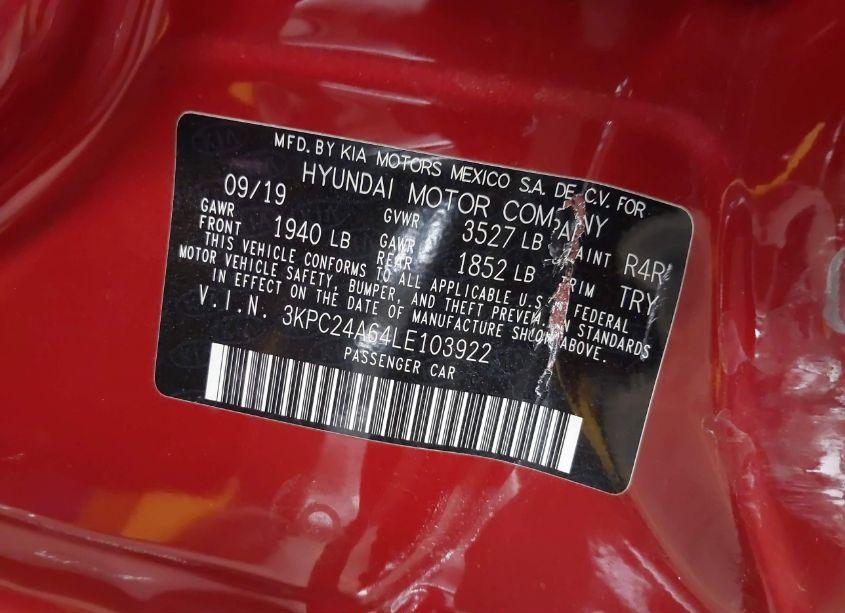 MFD. BY KIA MOTORS MEXICO S.A. DE C.V. FOR
HYUNDAI MOTOR COMPANY
09/19
GAWR FRONT 1940 LB
GVWR 3527 LB
GAWR REAR 1852 LB
PAINT R4R
TRIM TRY
THIS VEHICLE CONFORMS TO ALL APPLICABLE U.S. FEDERAL
MOTOR VEHICLE SAFETY, BUMPER, AND THEFT PREVENTION STANDARDS
IN EFFECT ON THE DATE OF MANUFACTURE SHOWN ABOVE.
V.I.N. 3KPC24A64LE103922
PASSENGER CAR